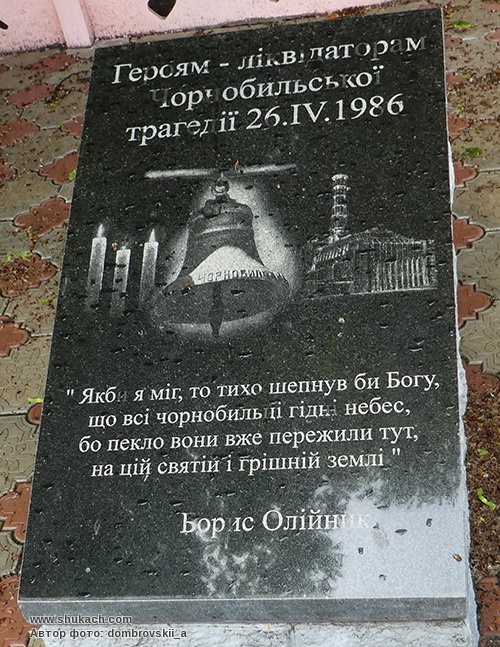 Героям - ліквідаторам
Чорнобильської
трагедії 26.IV.1986
ЧОРНОБИЛЬ
" Якби я міг, то тихо шепнув би Богу,
що всі чорнобильці гідні небес,
бо пекло вони вже пережили тут,
на цій святій і грішній землі "
Борис Олійник
www.shukach.com
Автор фото: dombrovskii_a